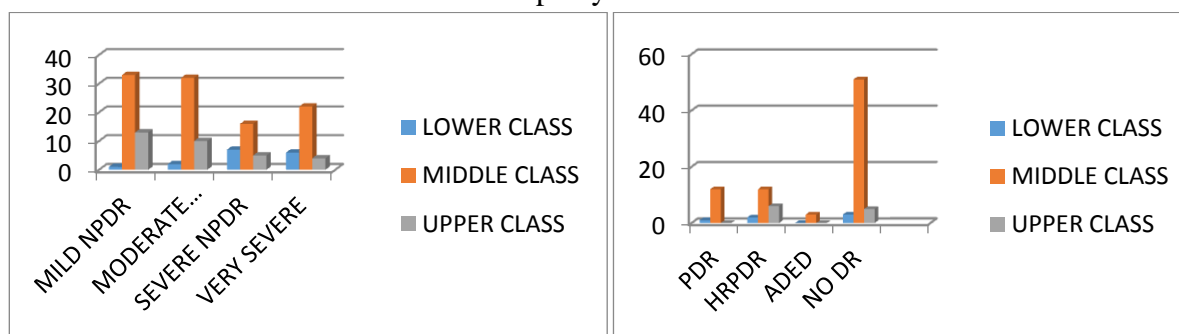 40
30
20
10
0
MILD NPDR
MODERATE...
SEVERE NPDR
VERY SEVERE
LOWER CLASS
MIDDLE CLASS
UPPER CLASS
60
40
20
0
PDR
HRPDR
ADED
NO DR
LOWER CLASS
MIDDLE CLASS
UPPER CLASS